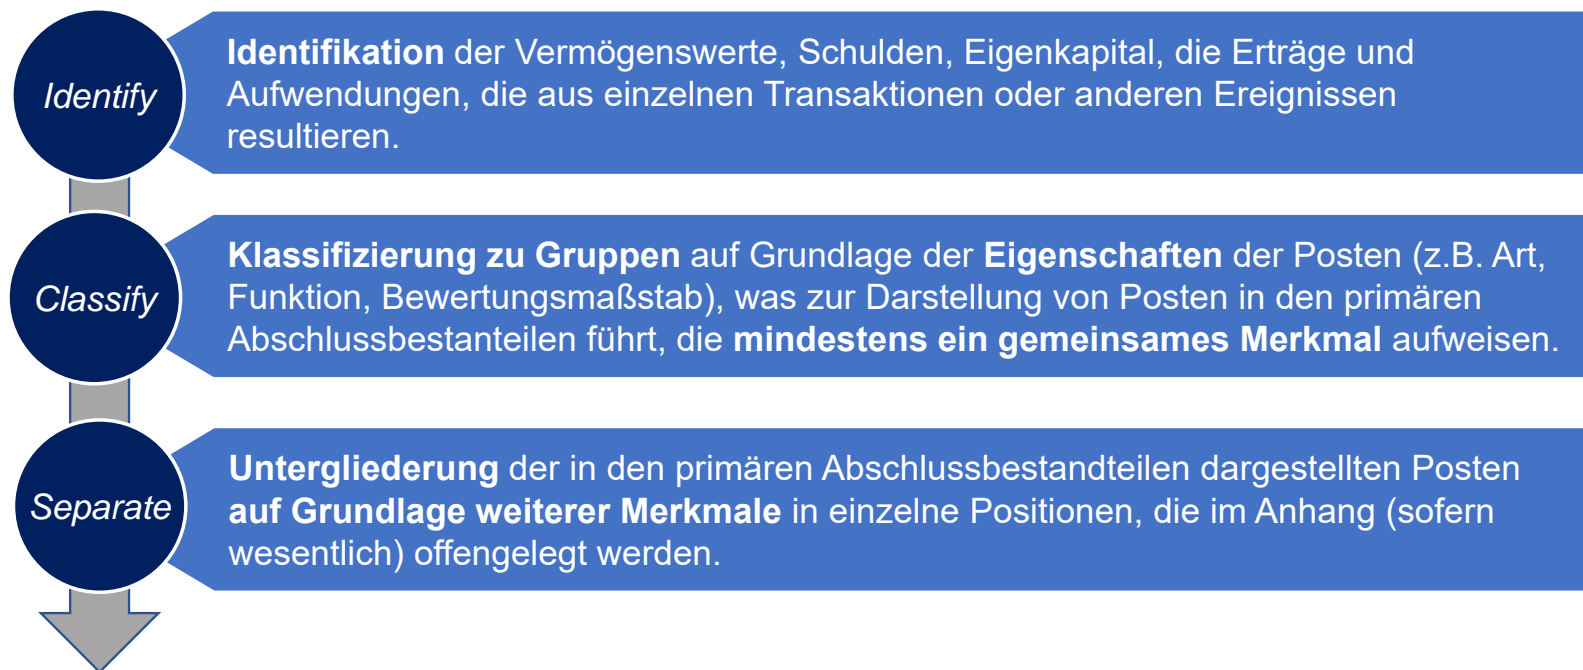 Identify
Identifikation der Vermögenswerte, Schulden, Eigenkapital, die Erträge und
Aufwendungen, die aus einzelnen Transaktionen oder anderen Ereignissen
resultieren.
Classify
Klassifizierung zu Gruppen auf Grundlage der Eigenschaften der Posten (z.B. Art,
Funktion, Bewertungsmaßstab), was zur Darstellung von Posten in den primären
Abschlussbestanteilen führt, die mindestens ein gemeinsames Merkmal aufweisen.
Separate
Untergliederung der in den primären Abschlussbestandteilen dargestellten Posten
auf Grundlage weiterer Merkmale in einzelne Positionen, die im Anhang (sofern
wesentlich) offengelegt werden.